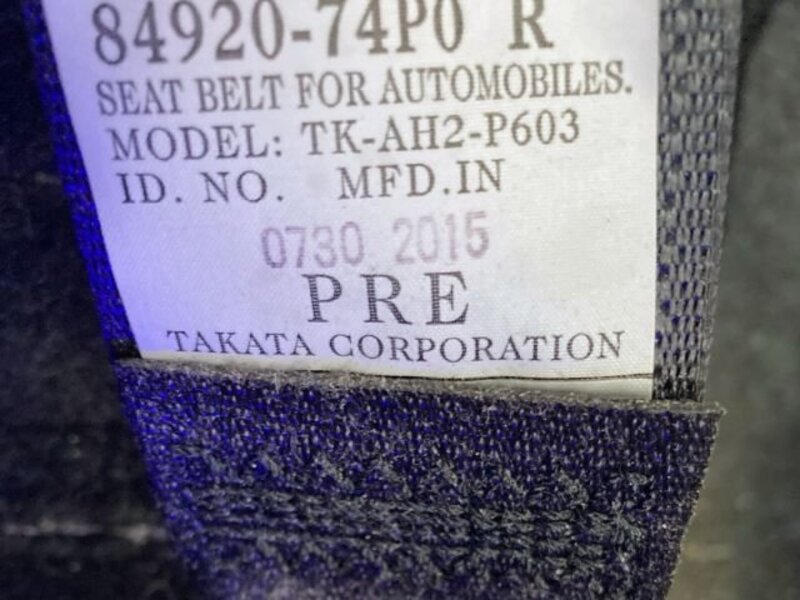 84920-74P0 R
SEAT BELT FOR AUTOMOBILES.
MODEL: TK-AH2-P603
ID. NO. MFD.IN
0730 2015
PRE
TAKATA CORPORATION